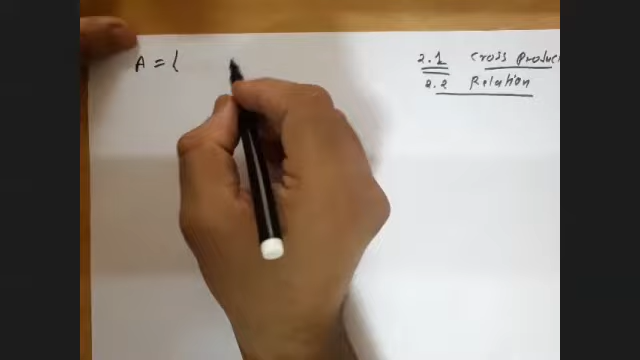 A = {
2.1 Cross Produc
2.2 Relation